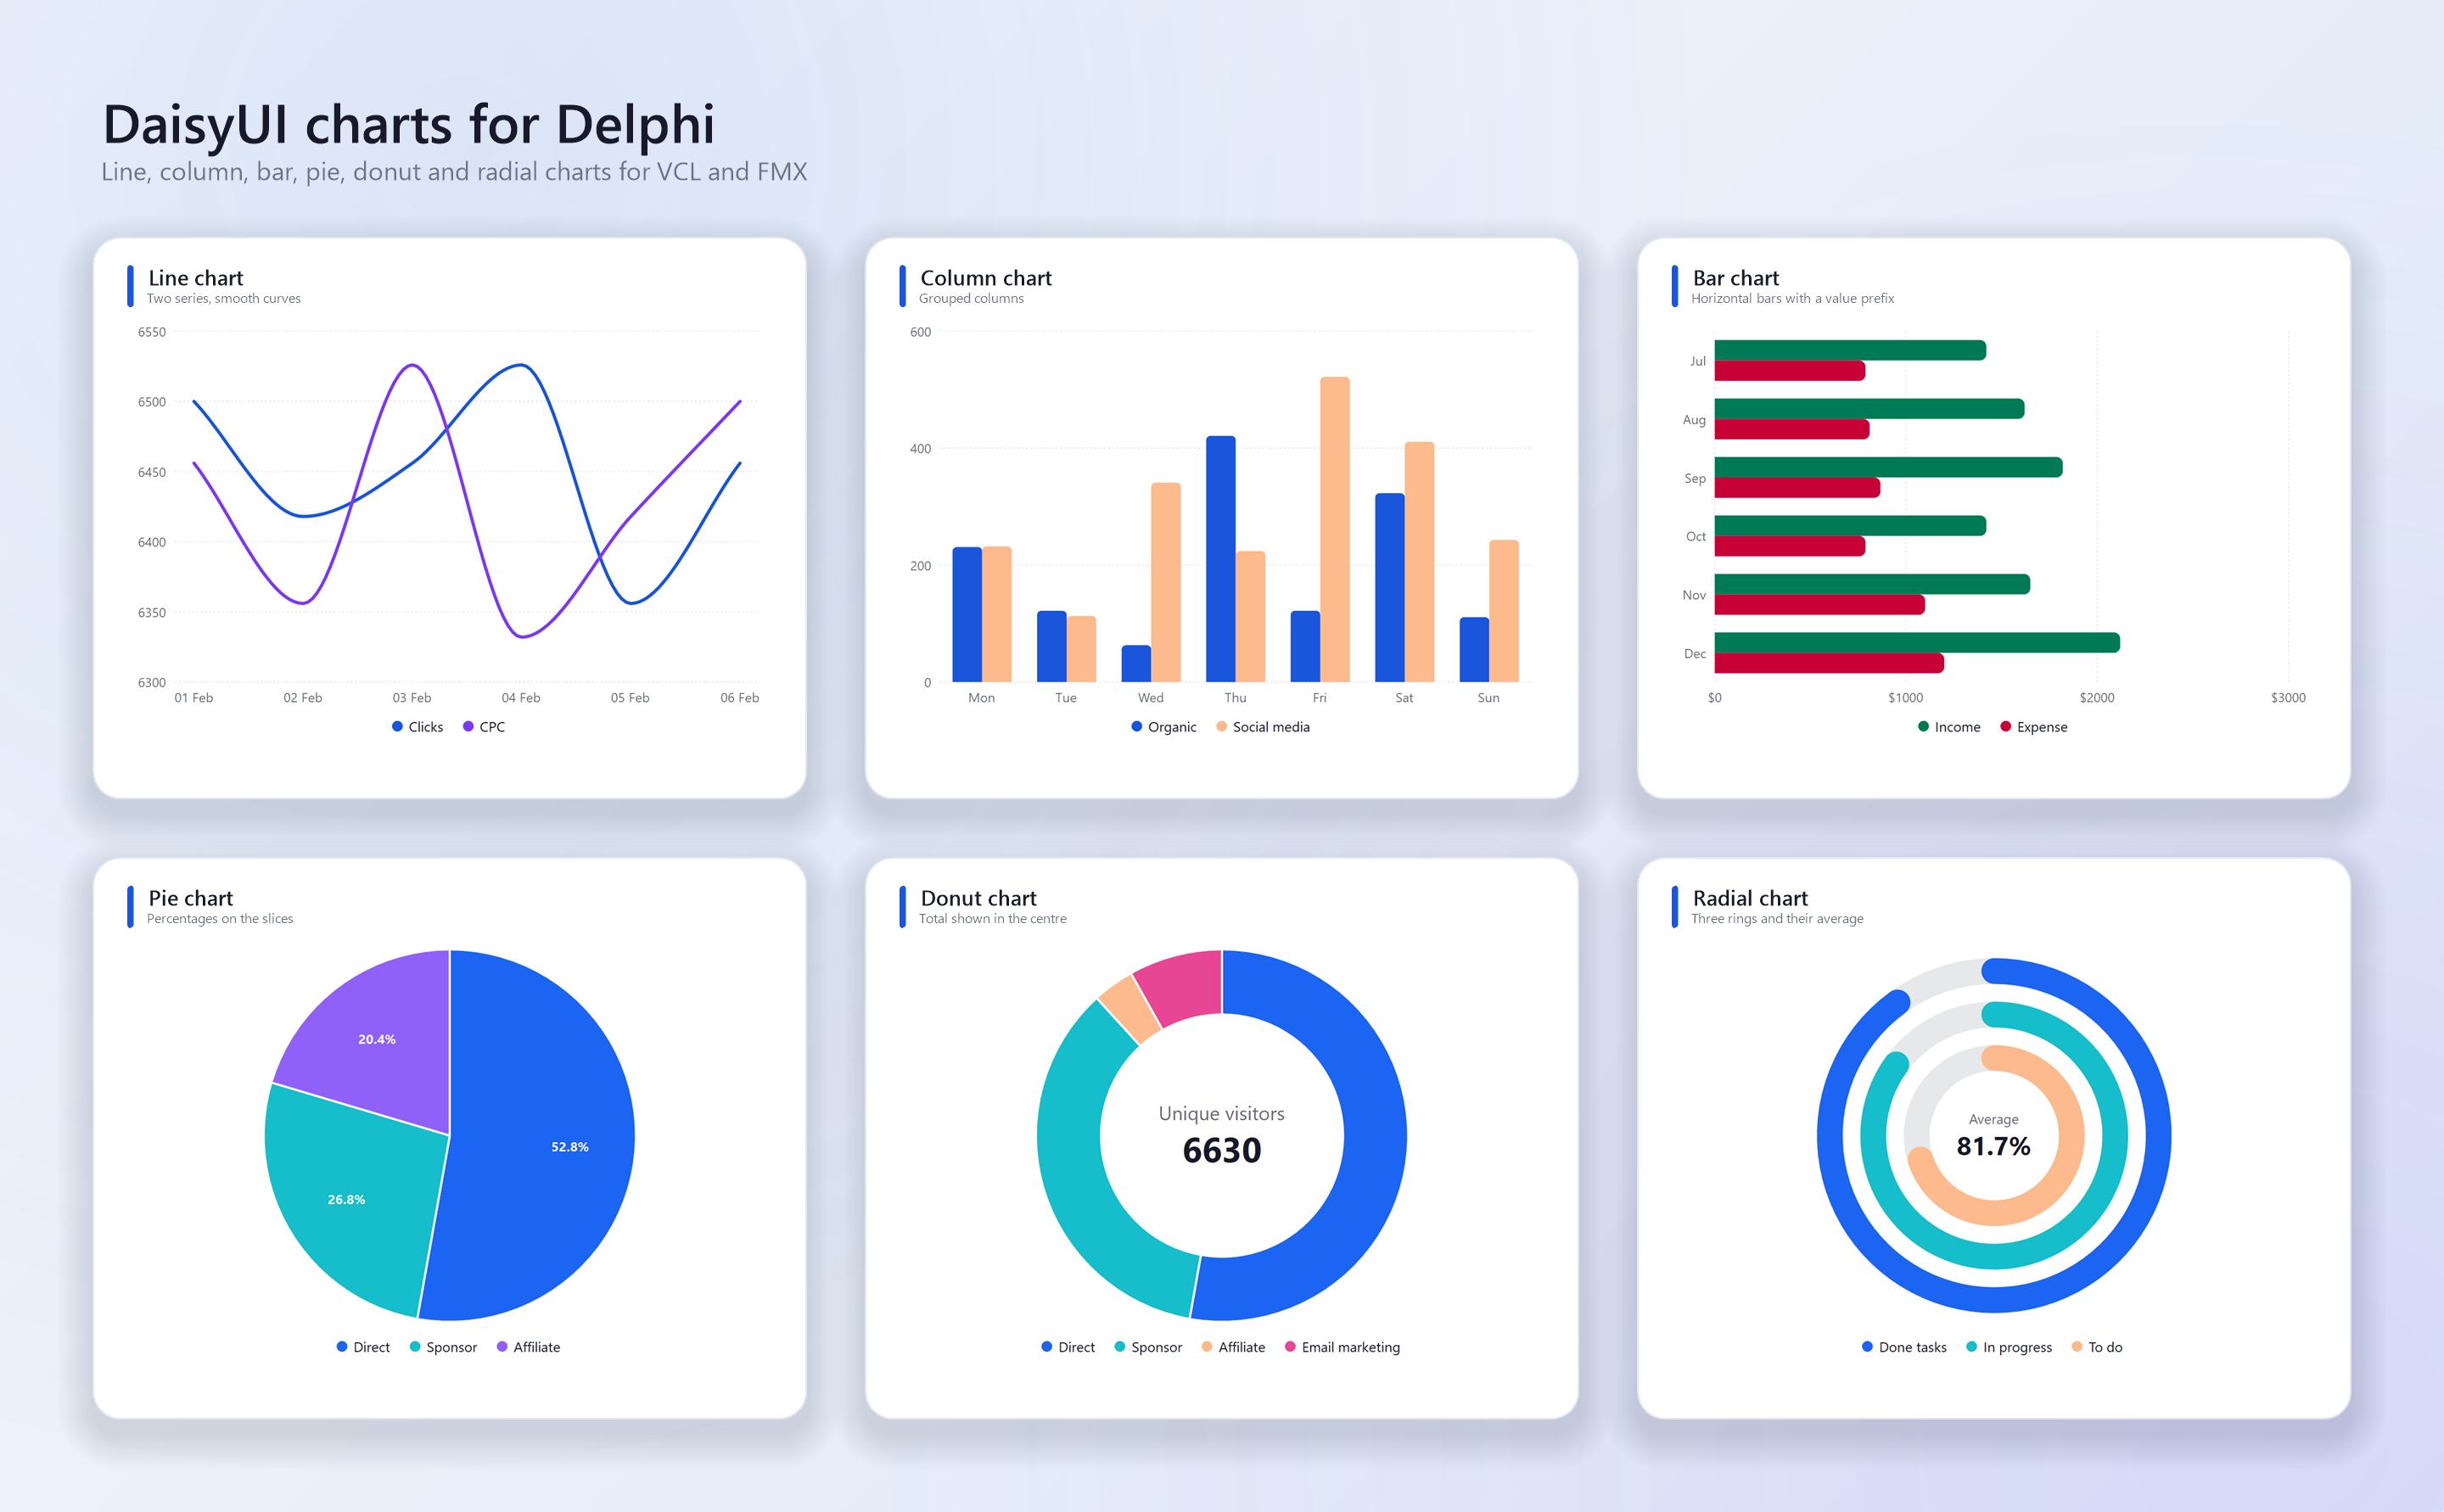 DaisyUI charts for Delphi
Line, column, bar, pie, donut and radial charts for VCL and FMX
Line chart
Two series, smooth curves
6550
6500
6450
6400
6350
6300
01 Feb 02 Feb 03 Feb 04 Feb 05 Feb 06 Feb
Clicks CPC
Column chart
Grouped columns
600
400
200
0
Mon Tue Wed Thu Fri Sat Sun
Organic Social media
Bar chart
Horizontal bars with a value prefix
Jul
Aug
Sep
Oct
Nov
Dec
$0 $1000 $2000 $3000
Income Expense
Pie chart
Percentages on the slices
20.4%
52.8%
26.8%
Direct Sponsor Affiliate
Donut chart
Total shown in the centre
Unique visitors
6630
Direct Sponsor Affiliate Email marketing
Radial chart
Three rings and their average
Average
81.7%
Done tasks In progress To do